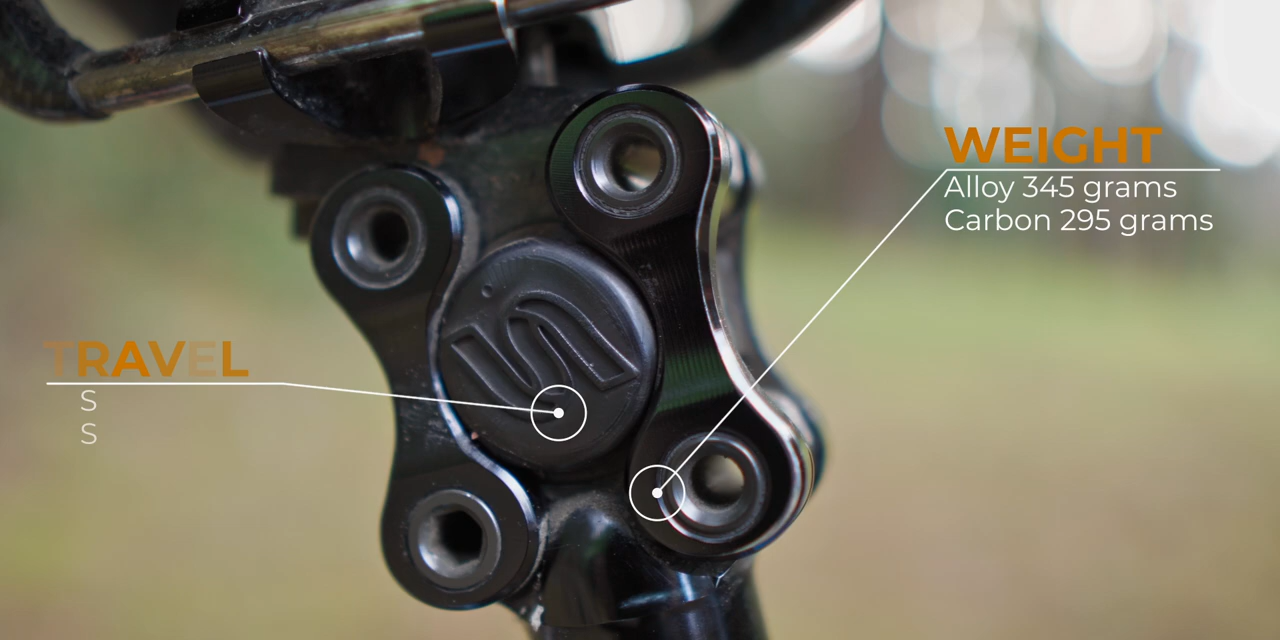 WEIGHT
Alloy 345 grams
Carbon 295 grams
TRAVEL
S
S